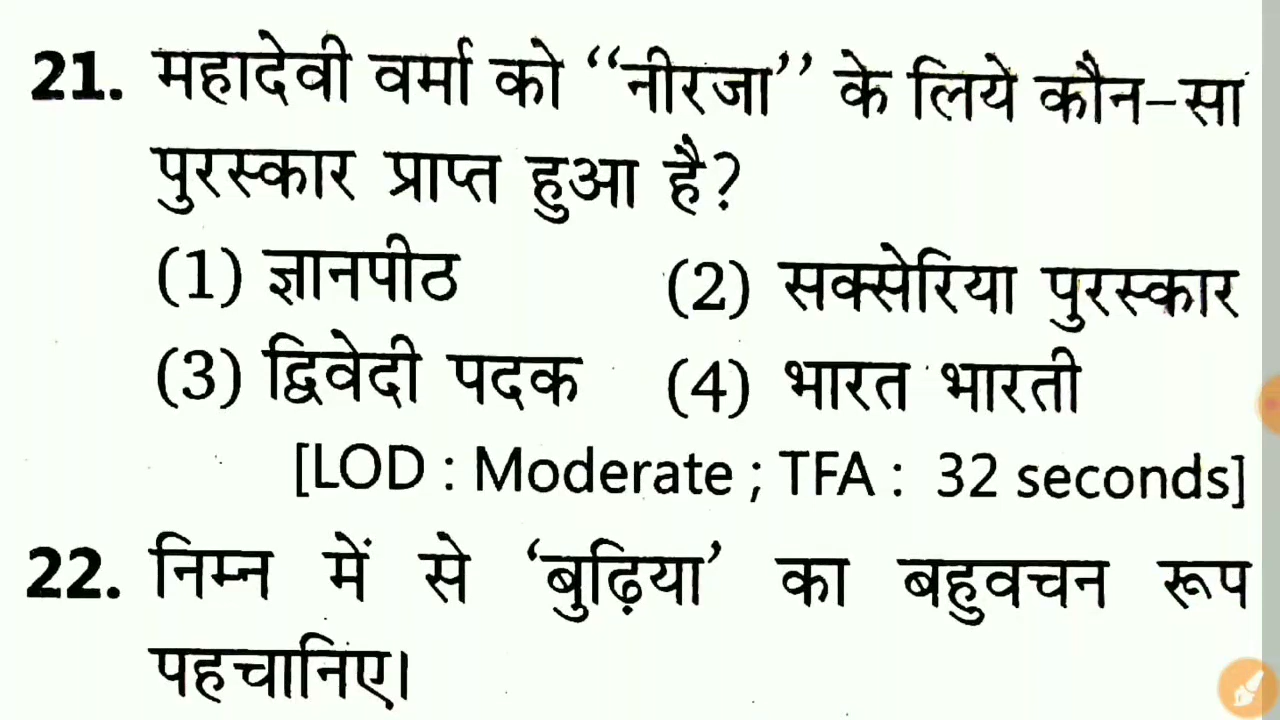 21. महादेवी वर्मा को “नीरजा” के लिये कौन-सा
पुरस्कार प्राप्त हुआ है?
(1) ज्ञानपीठ (2) सक्सेरिया पुरस्कार
(3) द्विवेदी पदक (4) भारत भारती
[LOD : Moderate ; TFA : 32 seconds]
22. निम्न में से ‘बुढ़िया’ का बहुवचन रूप
पहचानिए।